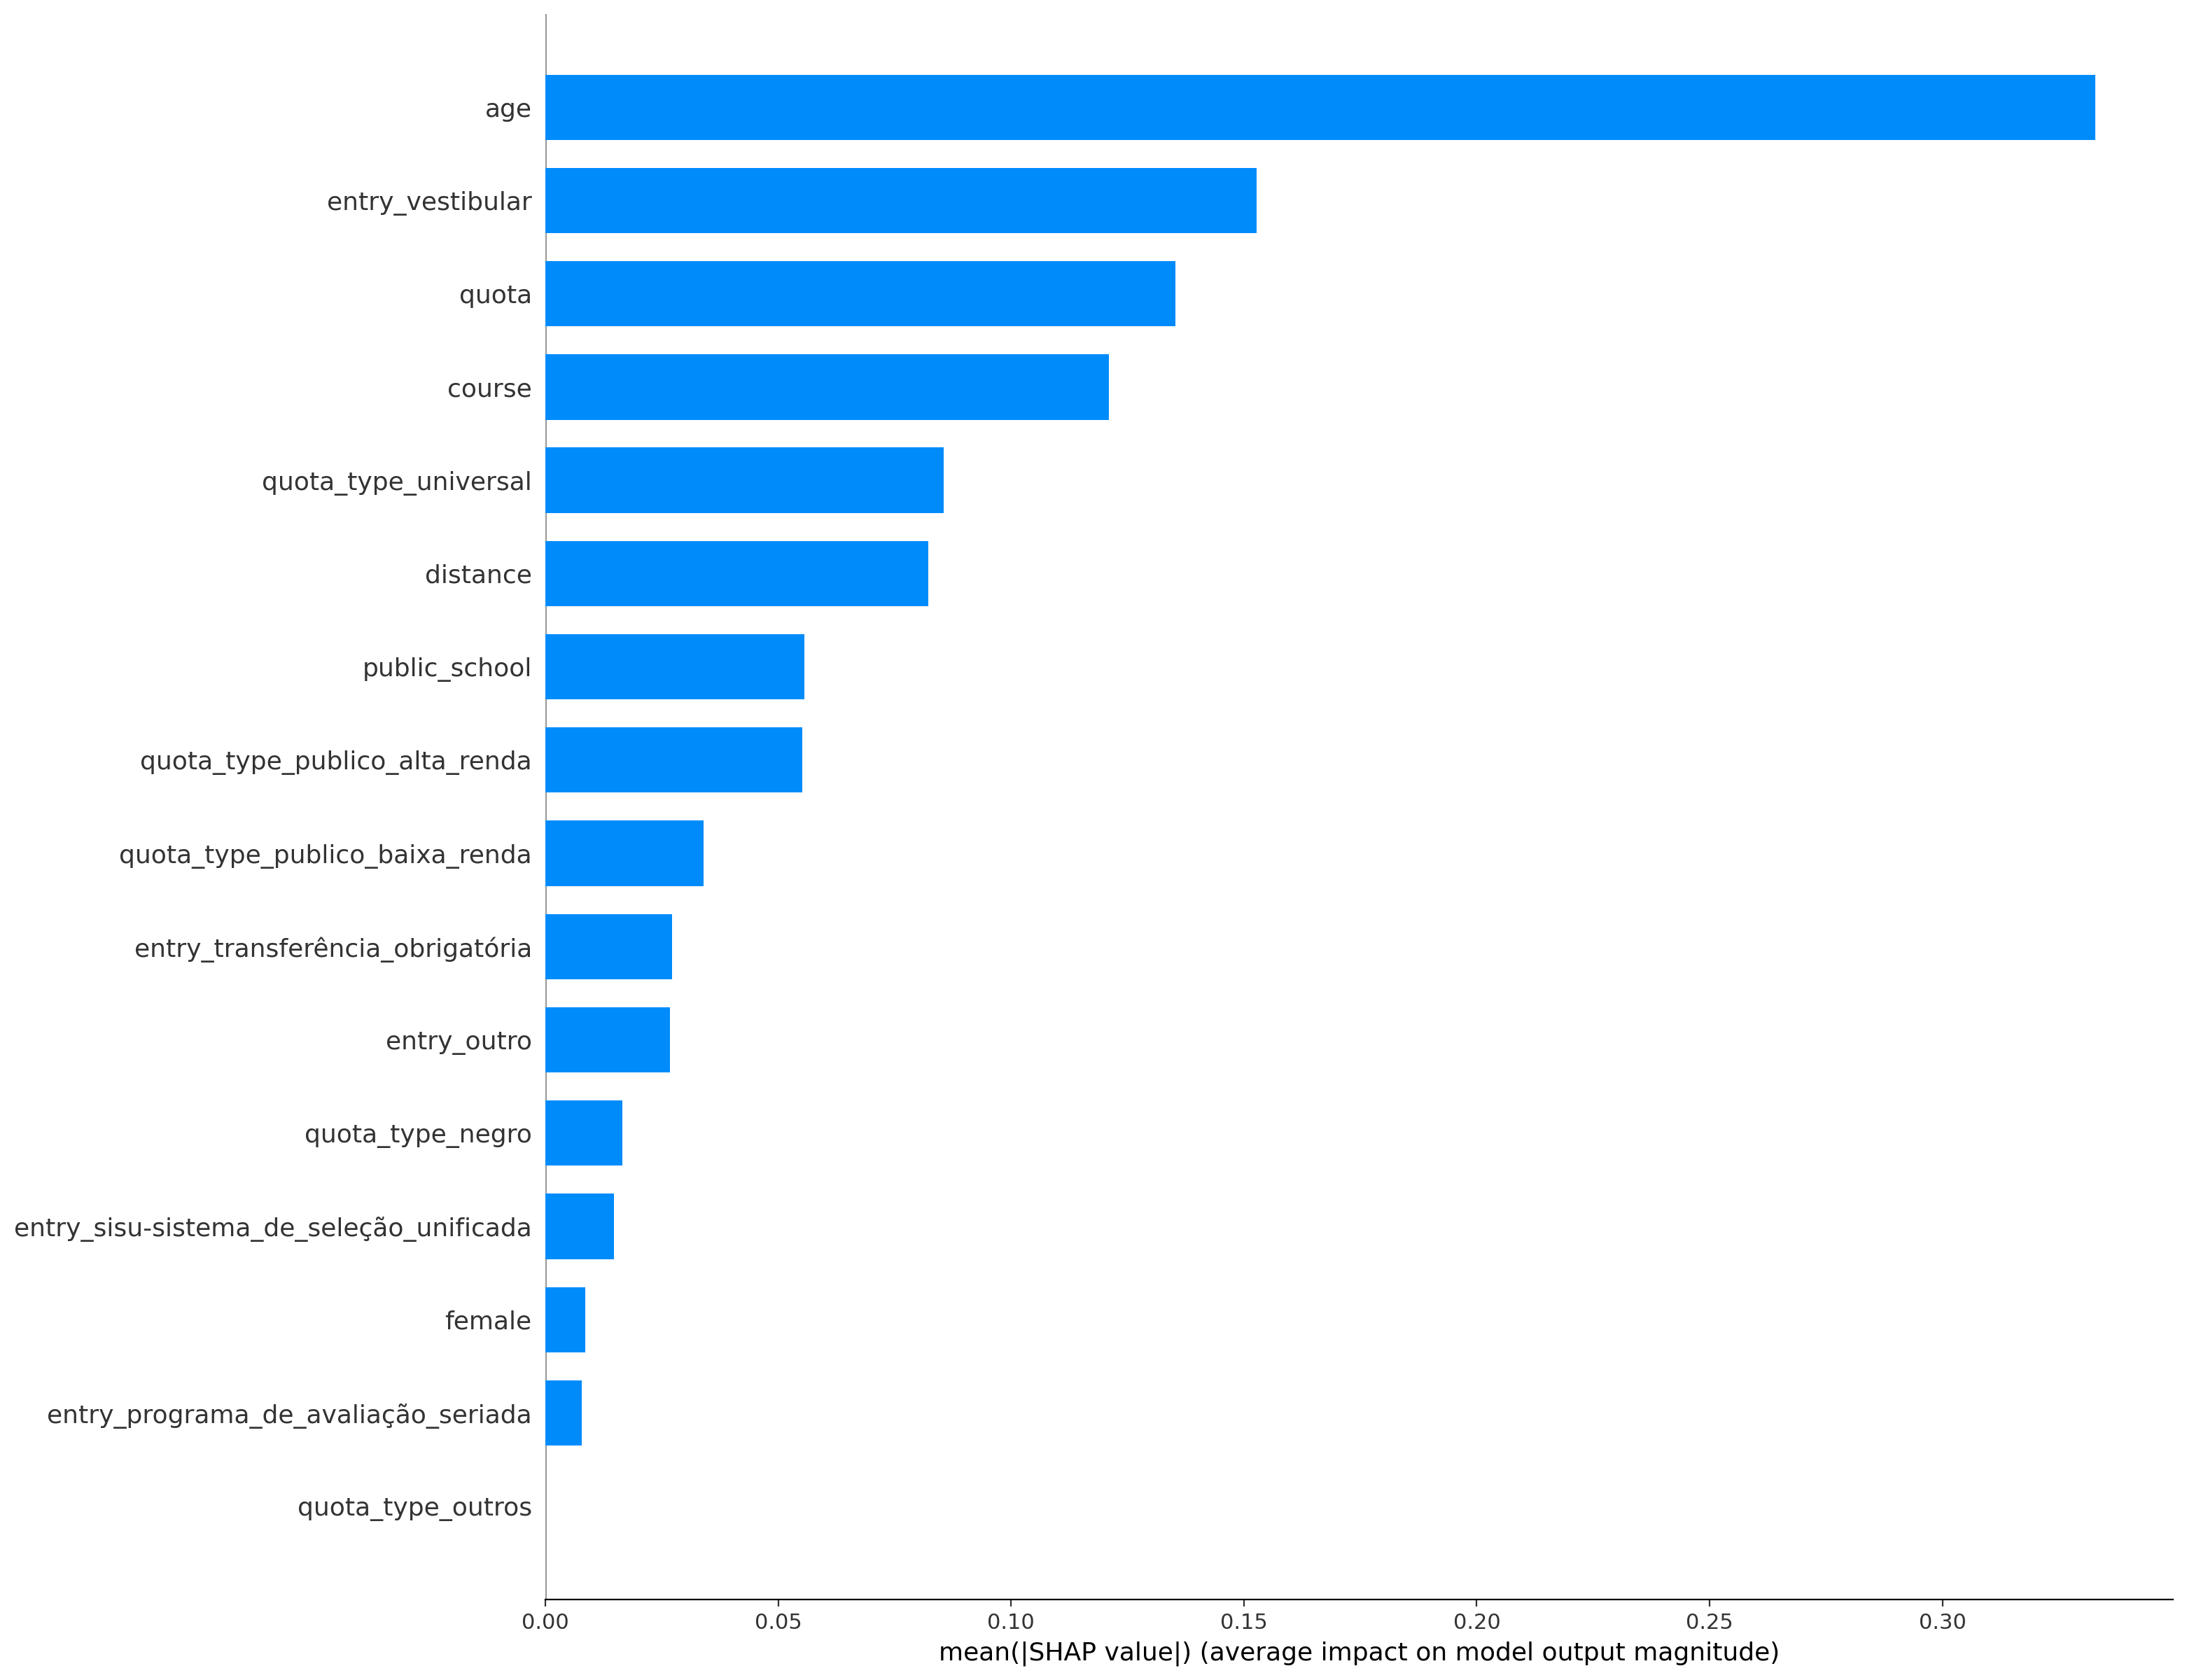 age
entry_vestibular
quota
course
quota_type_universal
distance
public_school
quota_type_publico_alta_renda
quota_type_publico_baixa_renda
entry_transferência_obrigatória
entry_outro
quota_type_negro
entry_sisu-sistema_de_seleção_unificada
female
entry_programa_de_avaliação_seriada
quota_type_outros
0.00 0.05 0.10 0.15 0.20 0.25 0.30
mean(|SHAP value|) (average impact on model output magnitude)